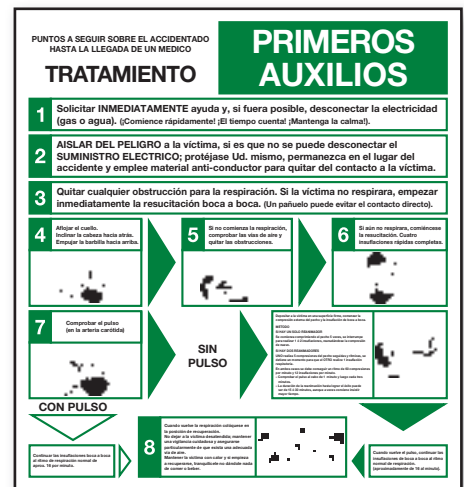 PUNTOS A SEGUIR SOBRE EL ACCIDENTADO
HASTA LA LLEGADA DE UN MEDICO
TRATAMIENTO
PRIMEROS
AUXILIOS
1
Solicitar INMEDIATAMENTE ayuda y, si fuera posible, desconectar la electricidad
(gas o agua). (¡Comience rápidamente! ¡El tiempo cuenta! ¡Mantenga la calma!).
2
AISLAR DEL PELIGRO a la víctima, si es que no se puede desconectar el
SUMINISTRO ELECTRICO; protéjase Ud. mismo, permanezca en el lugar del
accidente y emplee material anti-conductor para quitar del contacto a la víctima.
3
Quitar cualquier obstrucción para la respiración. Si la víctima no respirara, empezar
inmediatamente la resucitación boca a boca. (Un pañuelo puede evitar el contacto directo).
4
Aflojar el cuello.
Inclinar la cabeza hacia atrás.
Empujar la barbilla hacia arriba.
5
Si no comienza la respiración,
comprobar las vías de aire y
quitar las obstrucciones.
6
Si aún no respirara, comiéncese
la resucitación. Cuatro
insuflaciones rápidas completas.
7
Comprobar el pulso
(en la arteria carótida)
SIN
PULSO
CON PULSO
Continuar las insuflaciones boca a boca
al ritmo de respiración normal de
aprox. 16 por minuto.
8
Cuando vuelve la respiración colóquese en
la posición de recuperación.
No dejar a la víctima desatendida; mantener
una vigilancia cuidadosa y asegurarse
particularmente de que exista una adecuada
vía de aire.
Mantener la víctima con calor y si empieza
a recuperarse, tranquilícele no dándole nada
de comer o beber.
Cuando vuelve el pulso, continuar las
insuflaciones de boca a boca al ritmo
normal de respiración.
(aproximadamente de 16 al minuto).